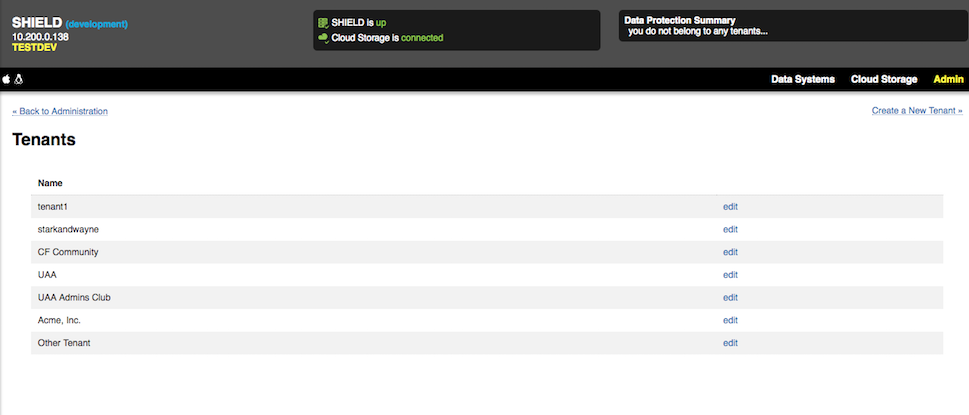 SHIELD (development)
10.200.0.138
TESTDEV
SHIELD is up
Cloud Storage is connected
Data Protection Summary
you do not belong to any tenants...
Data Systems Cloud Storage Admin
« Back to Administration
Create a New Tenant »
Tenants
Name
tenant1 edit
starkandwayne edit
CF Community edit
UAA edit
UAA Admins Club edit
Acme, Inc. edit
Other Tenant edit